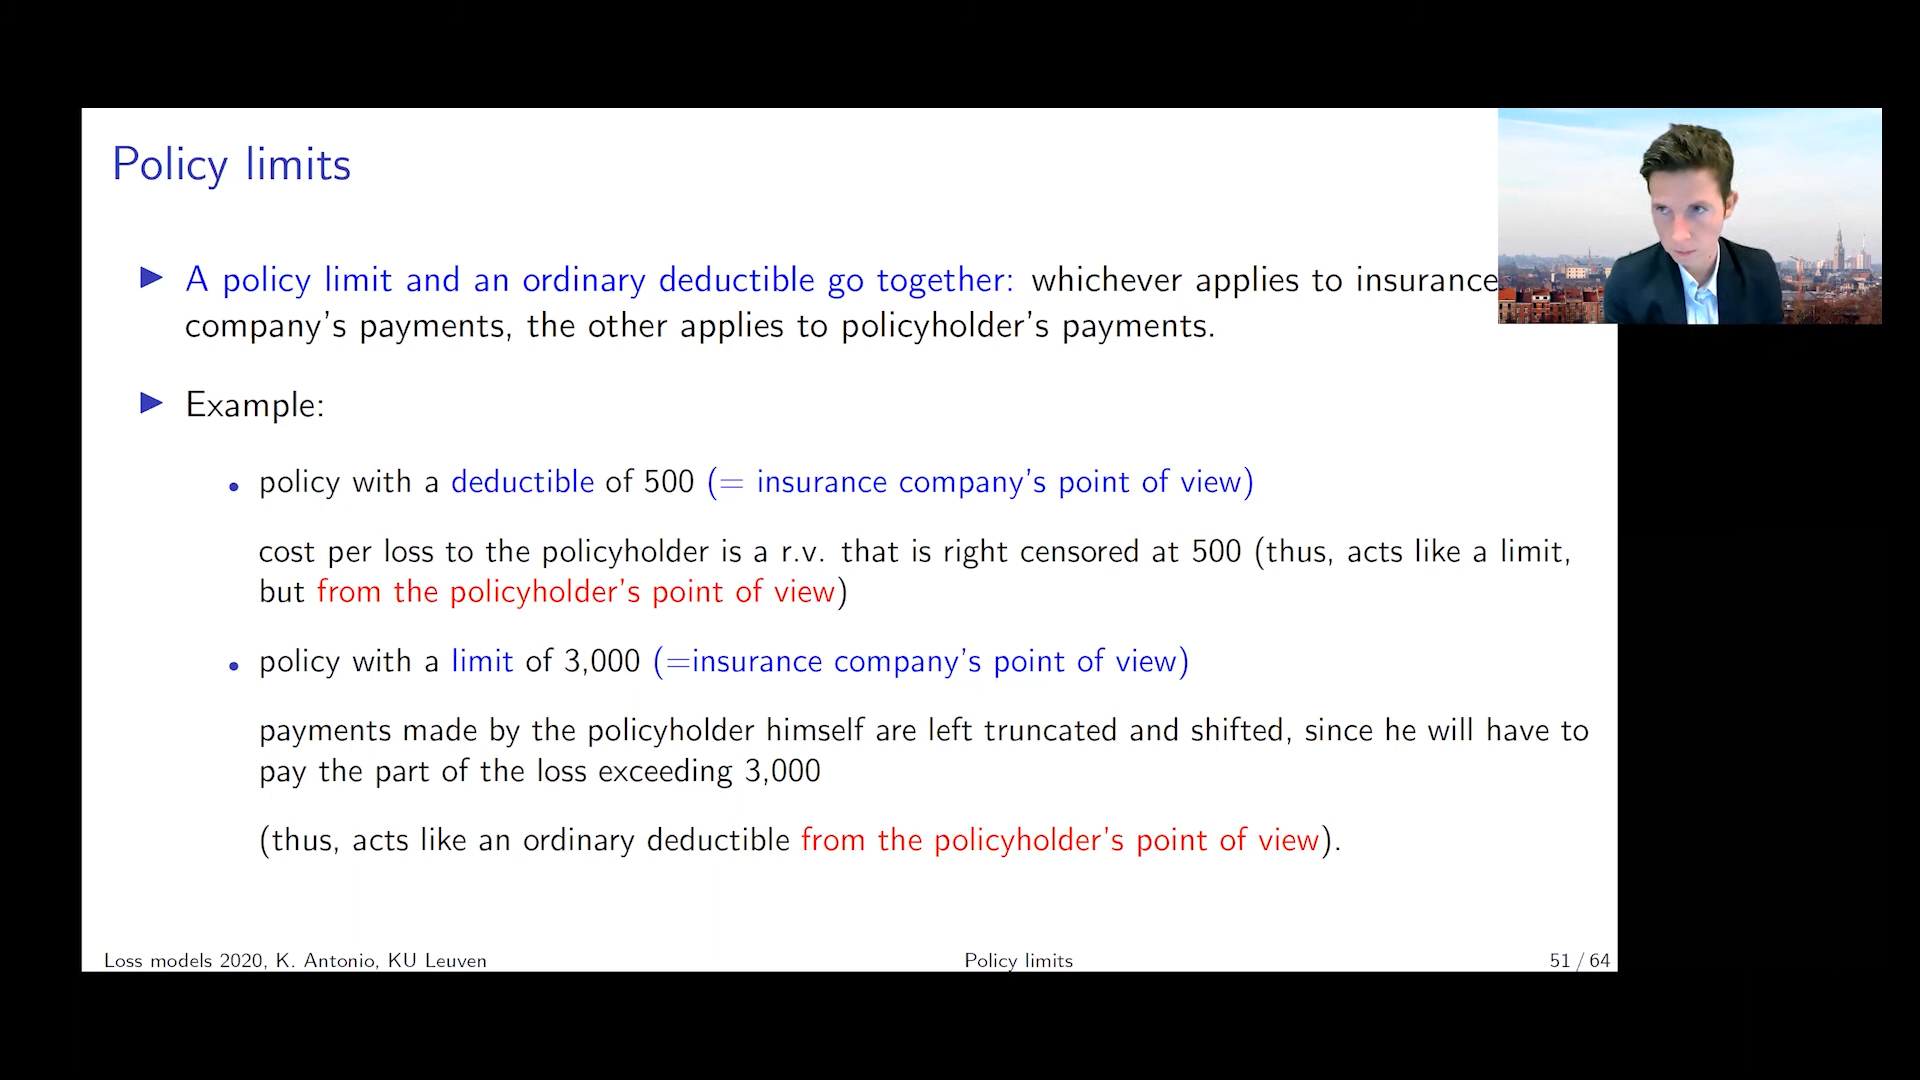 Policy limits
▶ A policy limit and an ordinary deductible go together: whichever applies to insurance
company's payments, the other applies to policyholder's payments.
▶ Example:
• policy with a deductible of 500 (= insurance company's point of view)
cost per loss to the policyholder is a r.v. that is right censored at 500 (thus, acts like a limit,
but from the policyholder's point of view)
• policy with a limit of 3,000 (=insurance company's point of view)
payments made by the policyholder himself are left truncated and shifted, since he will have to
pay the part of the loss exceeding 3,000
(thus, acts like an ordinary deductible from the policyholder's point of view).
Loss models 2020, K. Antonio, KU Leuven
Policy limits
51 / 64